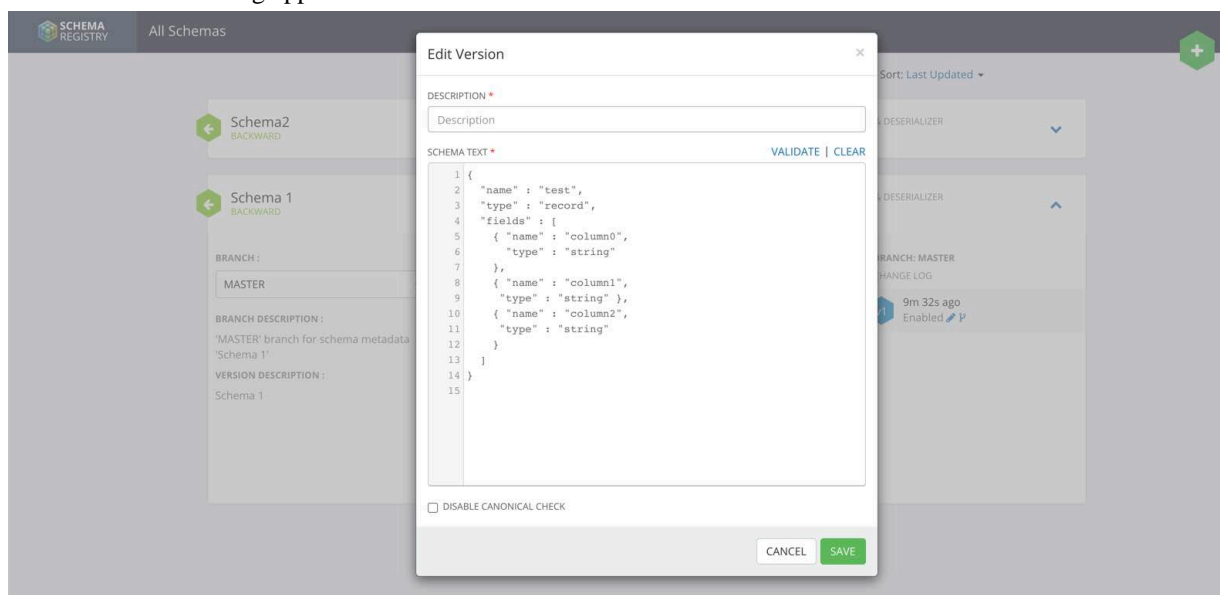 SCHEMA
REGISTRY
All Schemas
Sort: Last Updated
Schema2
BACKWARD
& DESERIALIZER
Schema 1
BACKWARD
& DESERIALIZER
BRANCH :
MASTER
BRANCH DESCRIPTION :
'MASTER' branch for schema metadata
'Schema 1'
VERSION DESCRIPTION :
Schema 1
RANCH: MASTER
HANGE LOG
9m 32s ago
Enabled
Edit Version
×
DESCRIPTION *
Description
SCHEMA TEXT *
VALIDATE | CLEAR
1 {
2 "name" : "test",
3 "type" : "record",
4 "fields" : [
5 { "name" : "column0",
6 "type" : "string"
7 },
8 { "name" : "column1",
9 "type" : "string" },
10 { "name" : "column2",
11 "type" : "string"
12 }
13 ]
14 }
15
DISABLE CANONICAL CHECK
CANCEL
SAVE